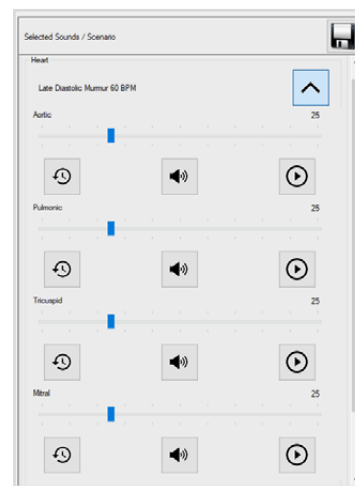 Selected Sounds / Scenario
Heart
Late Diastolic Murmur 60 BPM
Aortic 25
Pulmonic 25
Tricuspid 25
Mitral 25